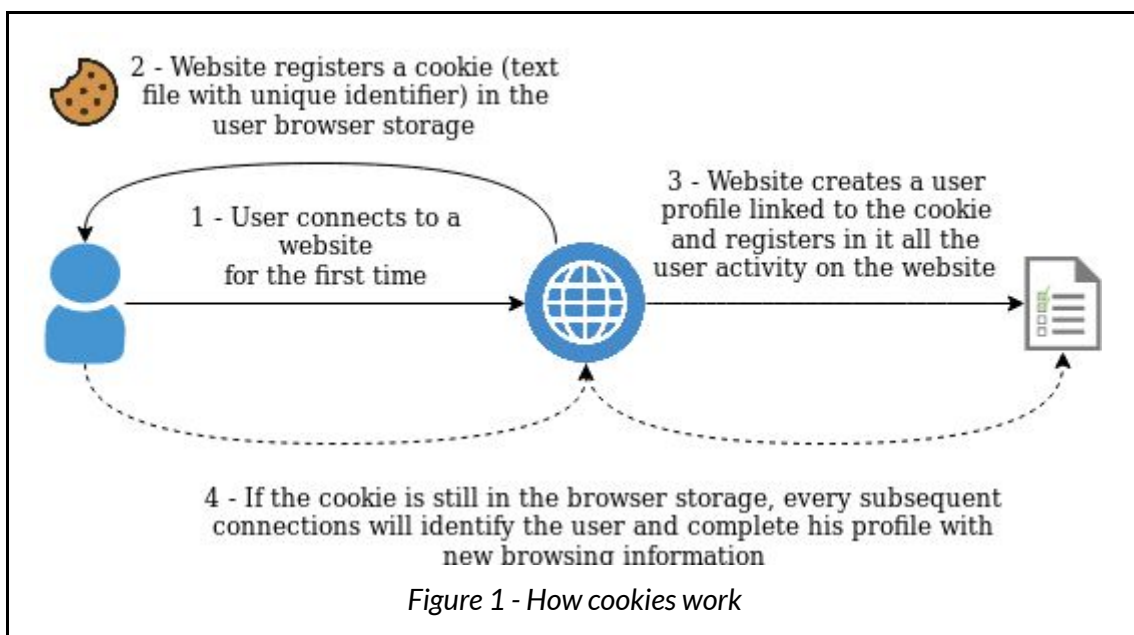 2 - Website registers a cookie (text
file with unique identifier) in the
user browser storage
1 - User connects to a
website
for the first time
3 - Website creates a user
profile linked to the cookie
and registers in it all the
user activity on the website
4 - If the cookie is still in the browser storage, every subsequent
connections will identify the user and complete his profile with
new browsing information
Figure 1 - How cookies work